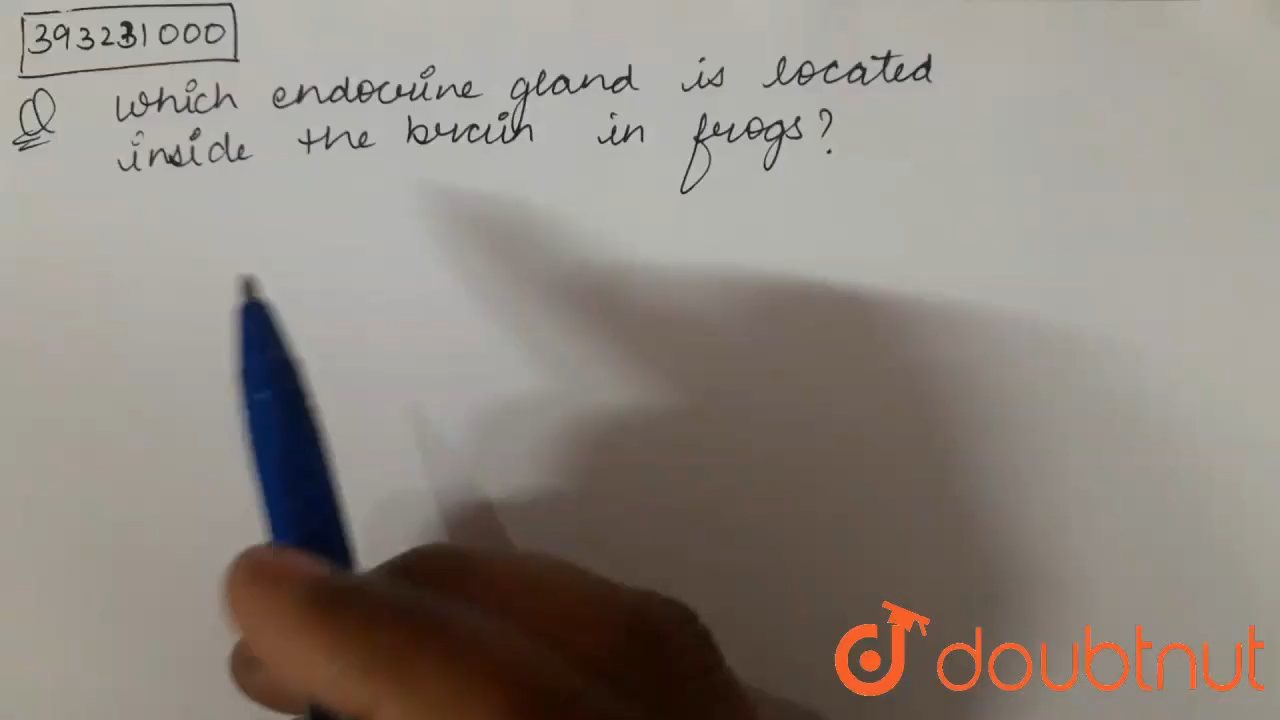 393231000
Q which endocrine gland is located
inside the brain in frogs?
doubtnut